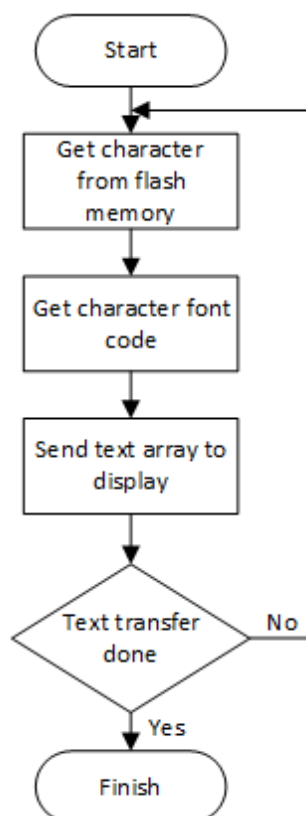 Start
Get character
from flash
memory
Get character font
code
Send text array to
display
Text transfer
done
No
Yes
Finish